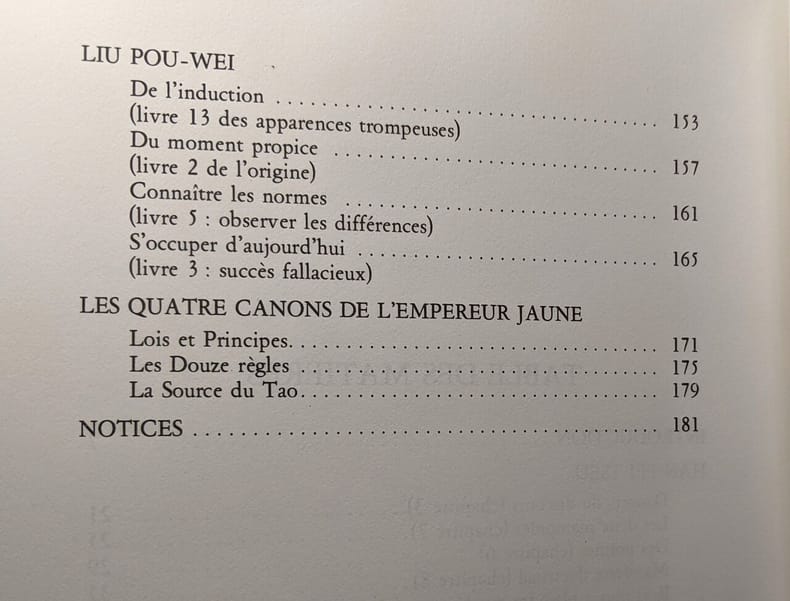 LIU POU-WEI
De l'induction . . . . . . . . . . . . . . . . . . . . . . . . . . . . . . . . . . . 153
(livre 13 des apparences trompeuses)
Du moment propice . . . . . . . . . . . . . . . . . . . . . . . . . . . . . . 157
(livre 2 de l'origine)
Connaître les normes . . . . . . . . . . . . . . . . . . . . . . . . . . . . . 161
(livre 5 : observer les différences)
S'occuper d'aujourd'hui . . . . . . . . . . . . . . . . . . . . . . . . . . . 165
(livre 3 : succès fallacieux)
LES QUATRE CANONS DE L'EMPEREUR JAUNE
Lois et Principes. . . . . . . . . . . . . . . . . . . . . . . . . . . . . . . . . . 171
Les Douze règles . . . . . . . . . . . . . . . . . . . . . . . . . . . . . . . . . 175
La Source du Tao. . . . . . . . . . . . . . . . . . . . . . . . . . . . . . . . . 179
NOTICES . . . . . . . . . . . . . . . . . . . . . . . . . . . . . . . . . . . . . . . . . . 181